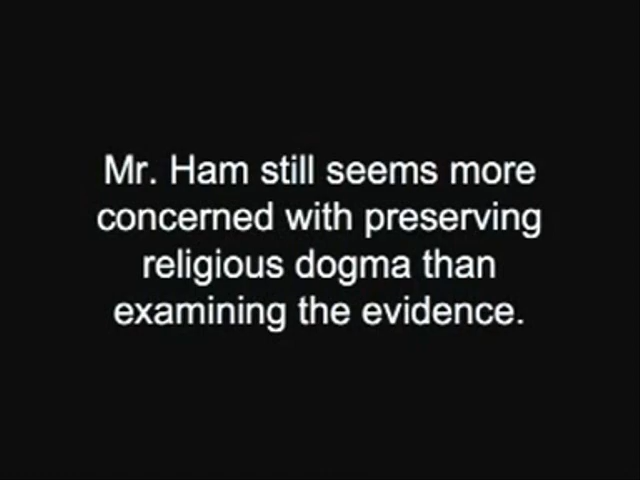 Mr. Ham still seems more
concerned with preserving
religious dogma than
examining the evidence.